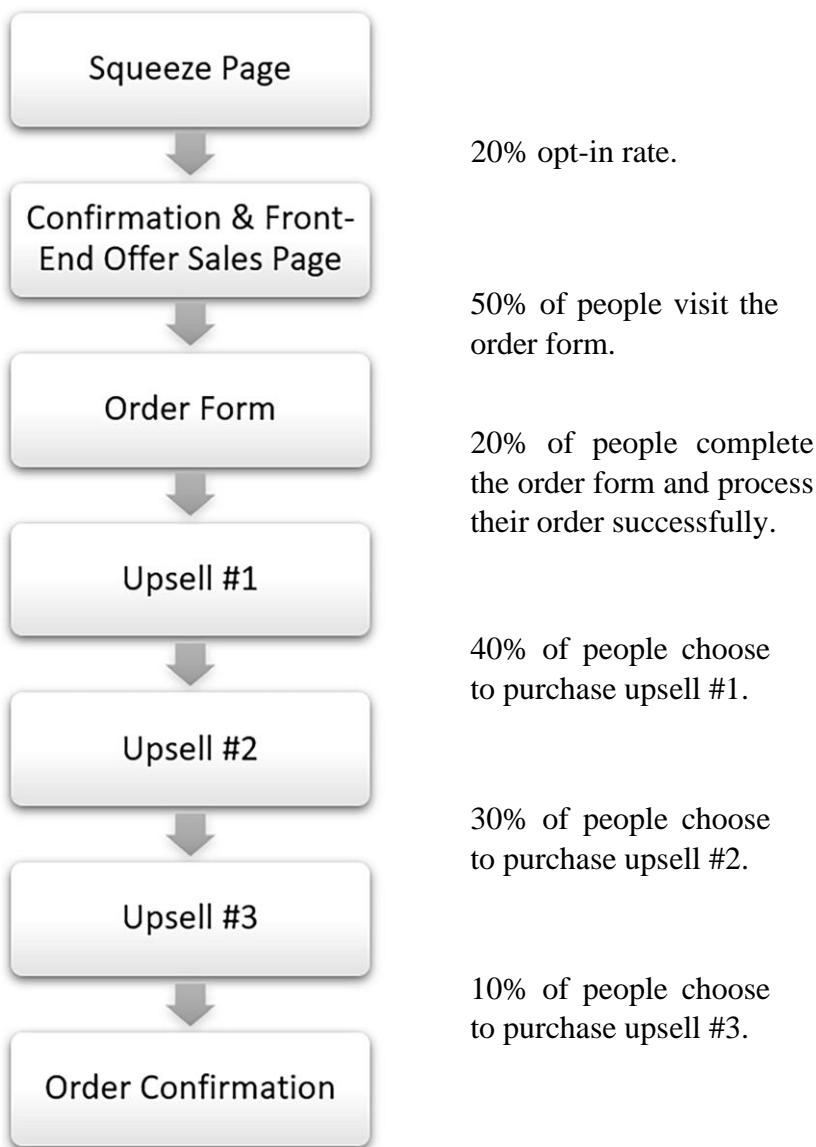 Squeeze Page
20% opt-in rate.
Confirmation & Front-
End Offer Sales Page
50% of people visit the
order form.
Order Form
20% of people complete
the order form and process
their order successfully.
Upsell #1
40% of people choose
to purchase upsell #1.
Upsell #2
30% of people choose
to purchase upsell #2.
Upsell #3
10% of people choose
to purchase upsell #3.
Order Confirmation